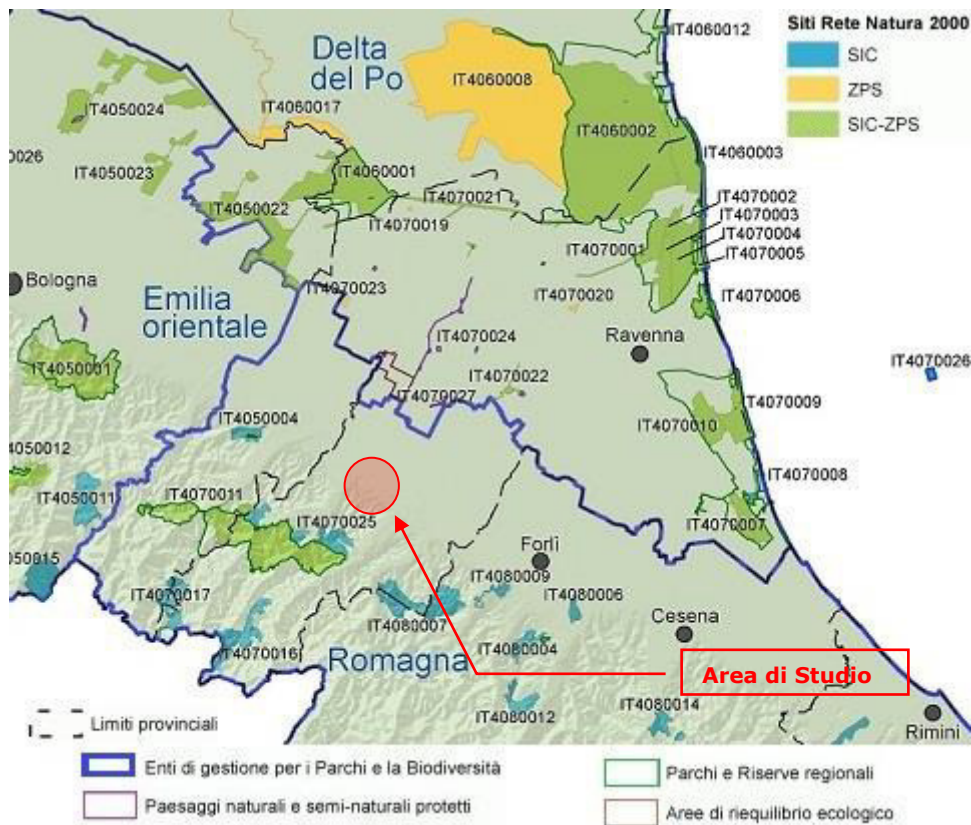 Siti Rete Natura 2000
SIC
ZPS
SIC-ZPS
Delta
del Po
IT4060012
IT4060008
IT4050024
IT4060017
IT4060002
0026
IT4050023
IT4060001
IT4060003
IT4070021
IT4050022
IT4070019
IT4070002
IT4070003
IT4070004
IT4070001
IT4070005
Bologna
IT4070023
IT4070020
IT4070006
Emilia
orientale
IT4070024
Ravenna
IT4050001
IT4070022
IT4070026
IT4070027
IT4070009
IT4050004
IT4070010
4050012
IT4070008
IT4050011
IT4070011
IT4070025
IT4070007
Forlì
050015
IT4080009
IT4070017
IT4080006
IT4080007
Cesena
IT4080004
IT4070016
Romagna
Area di Studio
IT4080012
IT4080014
Rimini
Limiti provinciali
Enti di gestione per i Parchi e la Biodiversità
Parchi e Riserve regionali
Paesaggi naturali e semi-naturali protetti
Aree di riequilibrio ecologico